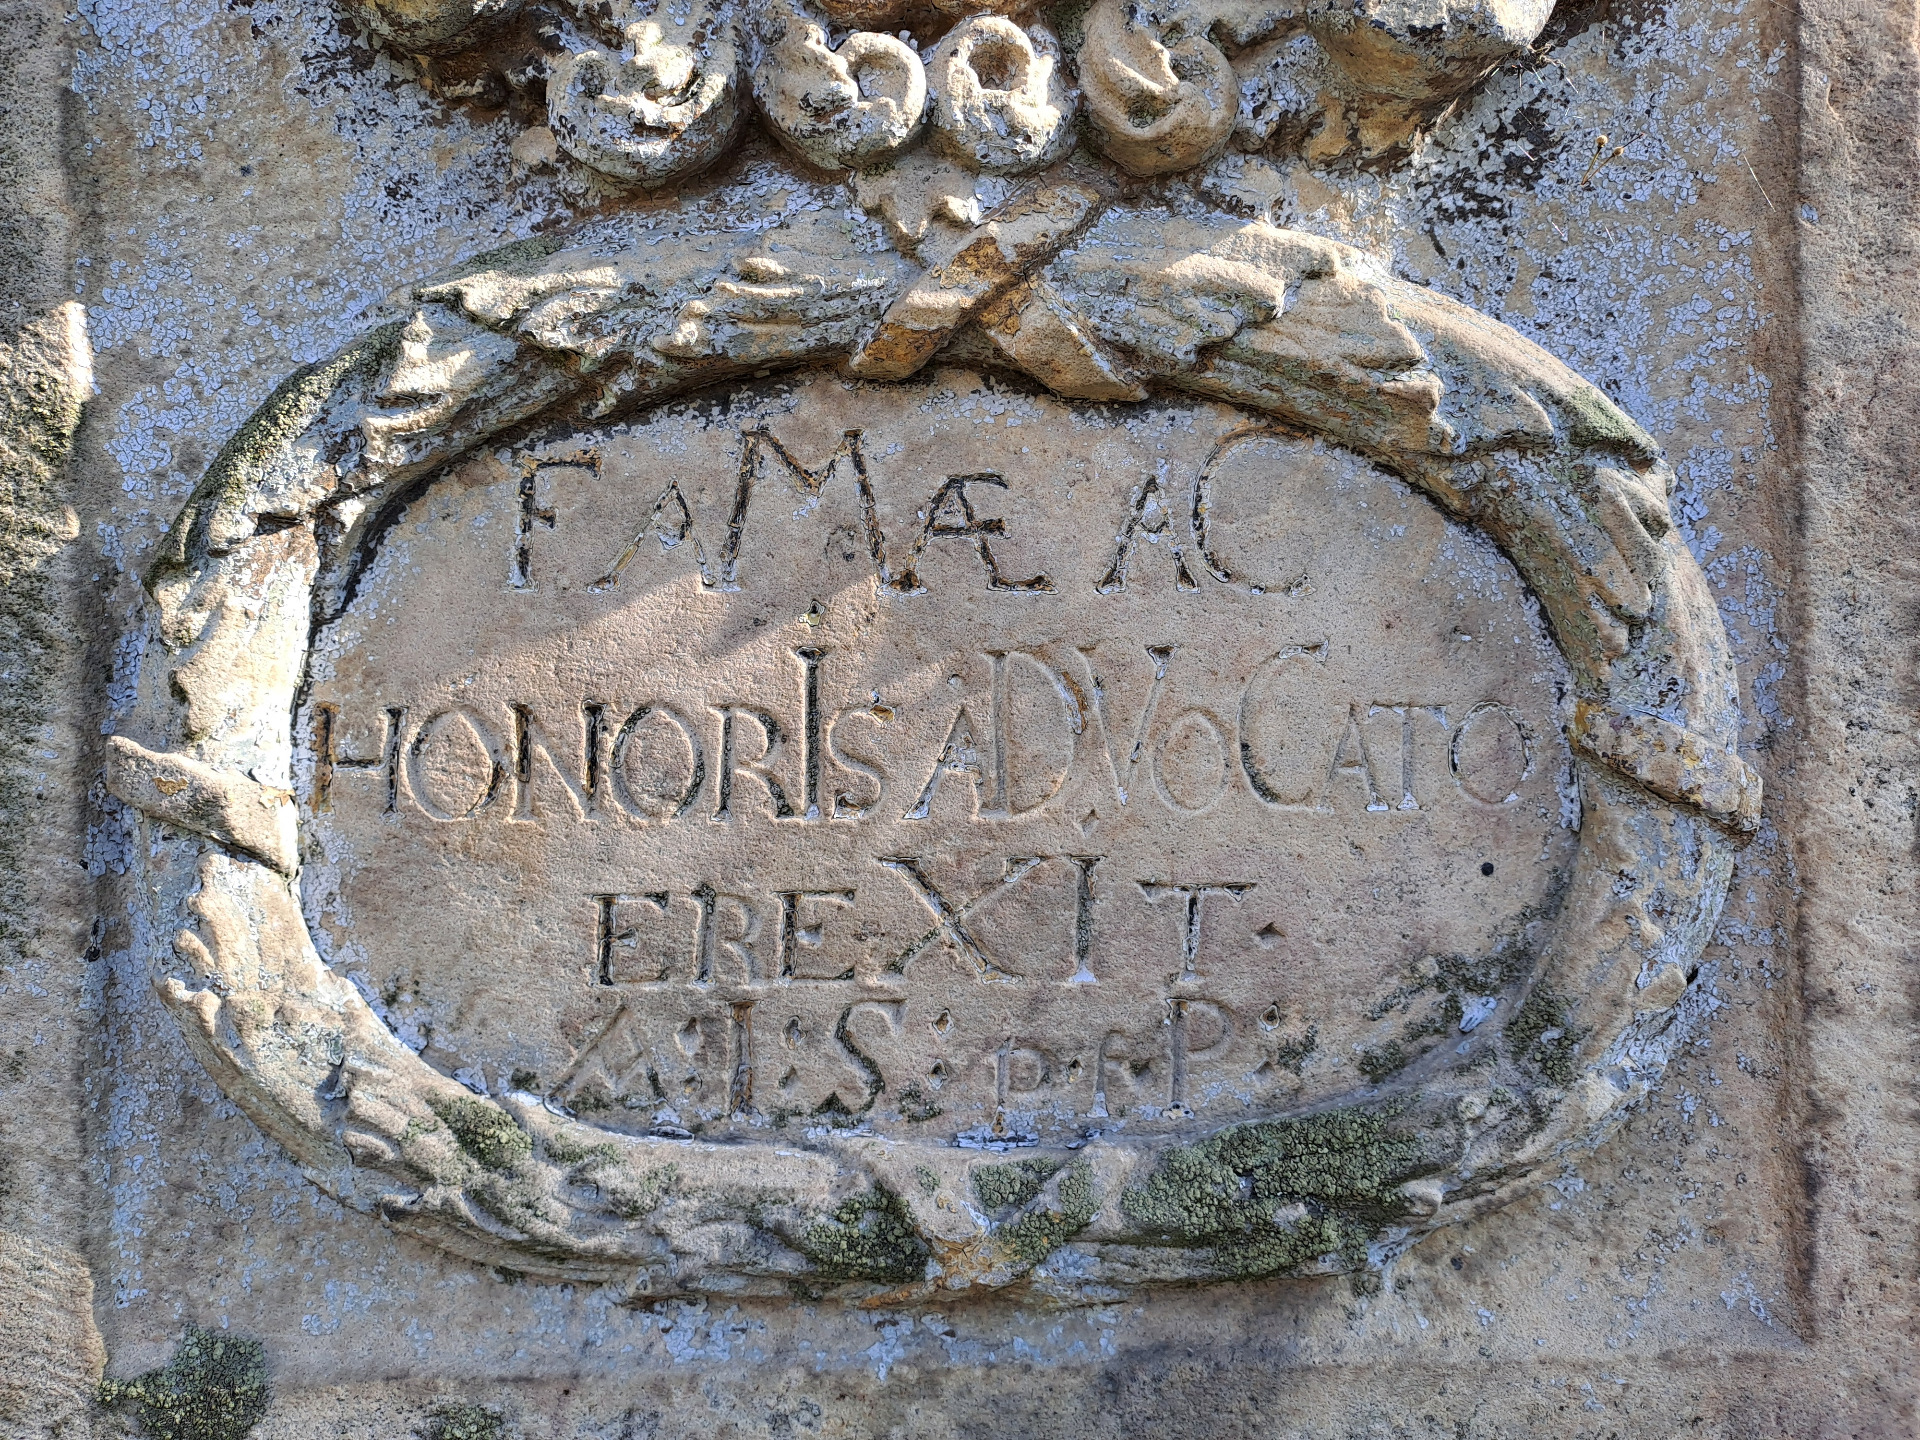 FAMÆ AC
HONORIS ADVOCATO
EREXIT.
A. I. S. P. f. P.